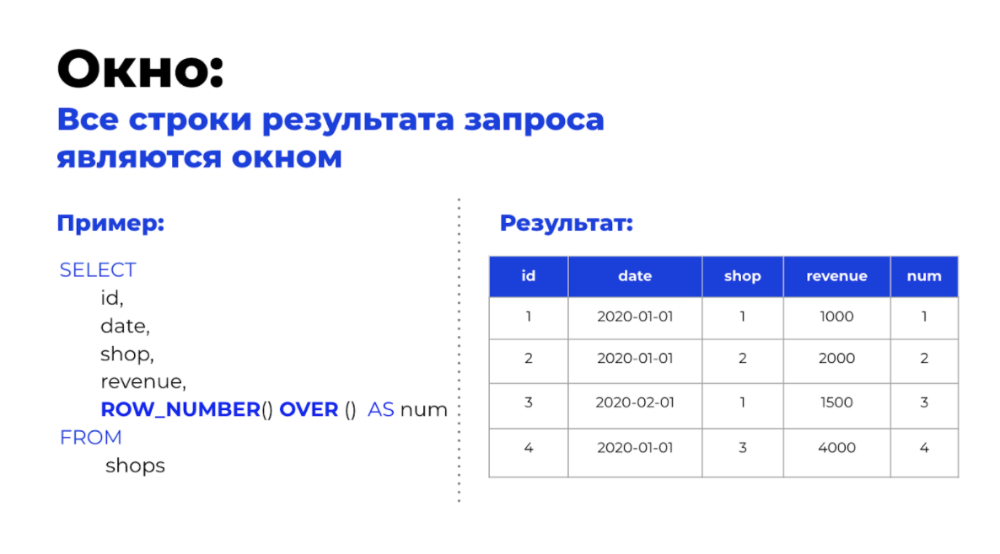 Окно:
Все строки результата запроса
являются окном
Пример:
SELECT
id,
date,
shop,
revenue,
ROW_NUMBER() OVER () AS num
FROM
shops
Результат:
id date shop revenue num
1 2020-01-01 1 1000 1
2 2020-01-01 2 2000 2
3 2020-02-01 1 1500 3
4 2020-01-01 3 4000 4